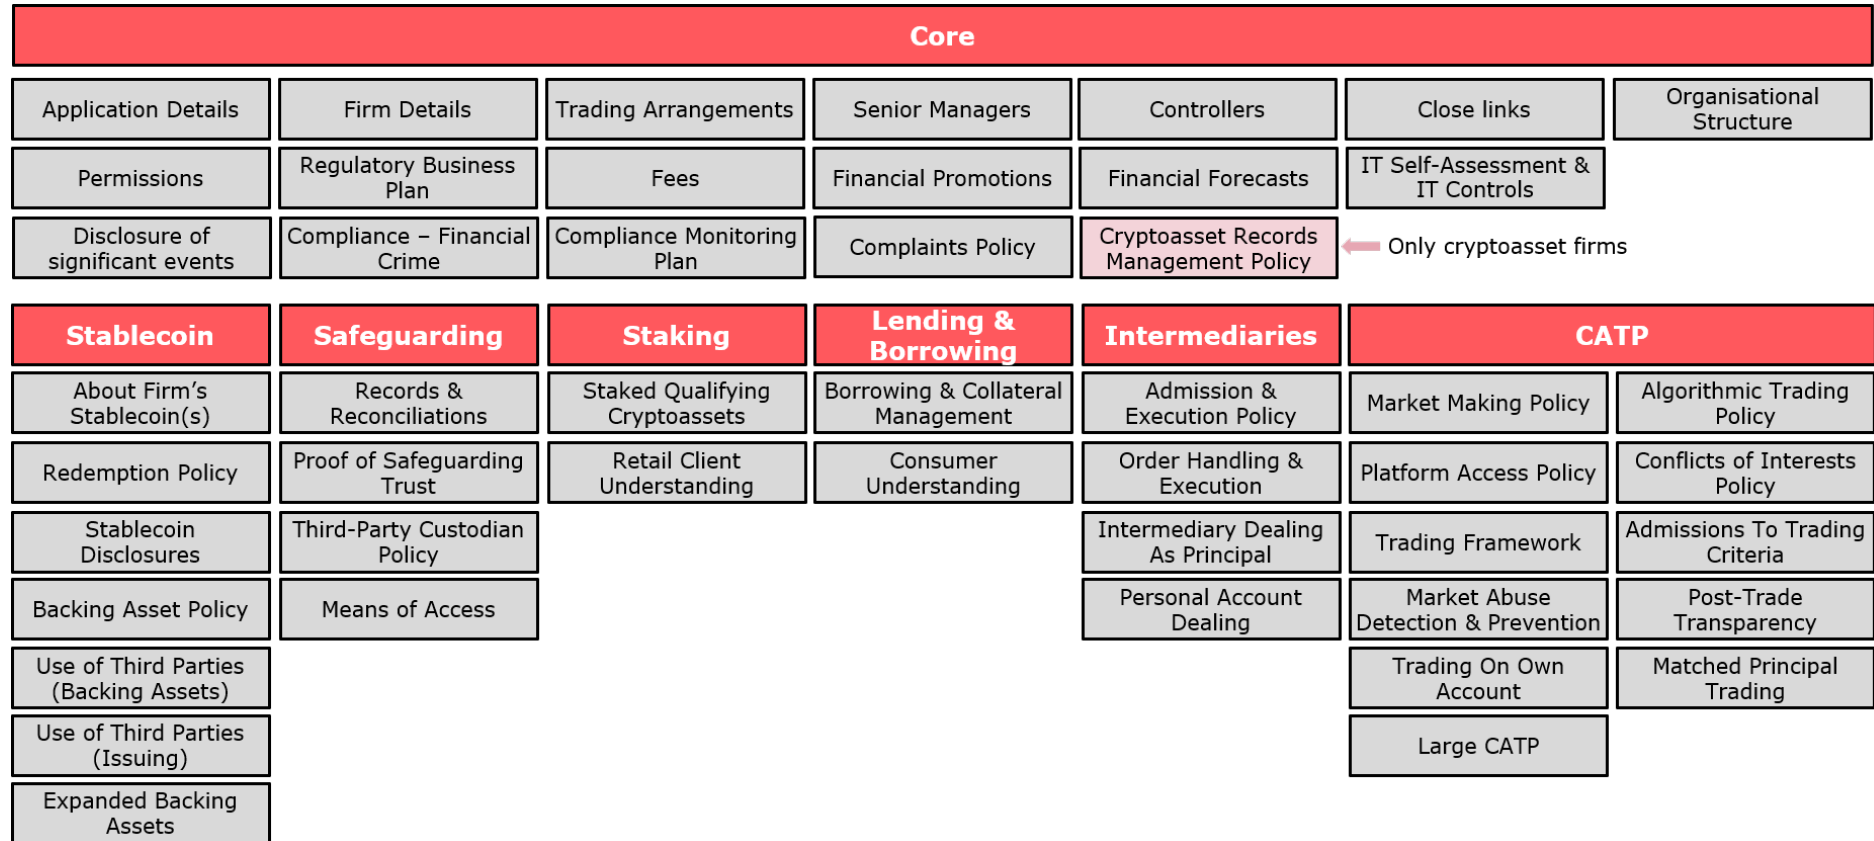 Core
Application Details
Firm Details
Trading Arrangements
Senior Managers
Controllers
Close links
Organisational
Structure
Permissions
Regulatory Business
Plan
Fees
Financial Promotions
Financial Forecasts
IT Self-Assessment &
IT Controls
Disclosure of
significant events
Compliance – Financial
Crime
Compliance Monitoring
Plan
Complaints Policy
Cryptoasset Records
Management Policy
Only cryptoasset firms
Stablecoin
Safeguarding
Staking
Lending &
Borrowing
Intermediaries
CATP
About Firm’s
Stablecoin(s)
Records &
Reconciliations
Staked Qualifying
Cryptoassets
Borrowing & Collateral
Management
Admission &
Execution Policy
Market Making Policy
Algorithmic Trading
Policy
Redemption Policy
Proof of Safeguarding
Trust
Retail Client
Understanding
Consumer
Understanding
Order Handling &
Execution
Platform Access Policy
Conflicts of Interests
Policy
Stablecoin
Disclosures
Third-Party Custodian
Policy
Intermediary Dealing
As Principal
Trading Framework
Admissions To Trading
Criteria
Backing Asset Policy
Means of Access
Personal Account
Dealing
Market Abuse
Detection & Prevention
Post-Trade
Transparency
Use of Third Parties
(Backing Assets)
Trading On Own
Account
Matched Principal
Trading
Use of Third Parties
(Issuing)
Large CATP
Expanded Backing
Assets